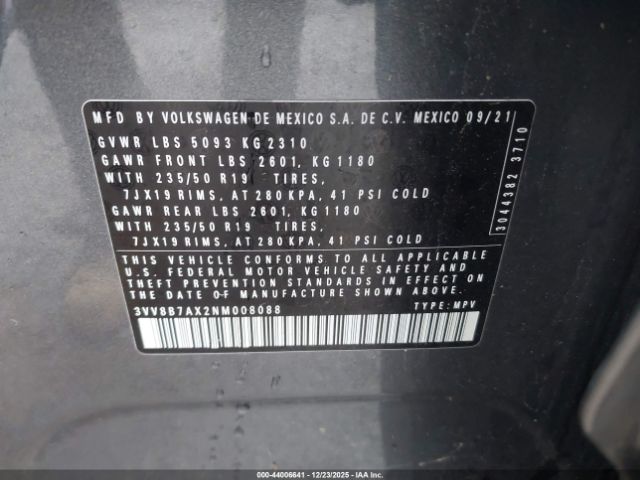 MFD BY VOLKSWAGEN DE MEXICO S.A. DE C.V. MEXICO 09/21
GVWR LBS 5093 KG 2310
GAWR FRONT LBS 2601, KG 1180
WITH 235/50 R19 TIRES,
7JX19 RIMS, AT 280 KPA, 41 PSI COLD
GAWR REAR LBS 2601, KG 1180
WITH 235/50 R19 TIRES,
7JX19 RIMS, AT 280 KPA, 41 PSI COLD
THIS VEHICLE CONFORMS TO ALL APPLICABLE
U.S. FEDERAL MOTOR VEHICLE SAFETY AND
THEFT PREVENTION STANDARDS IN EFFECT ON
THE DATE OF MANUFACTURE SHOWN ABOVE.
3VV8B7AX2NM008088 TYPE: MPV
3044382 3710
000-44006641 - 12/23/2025 - IAA Inc.